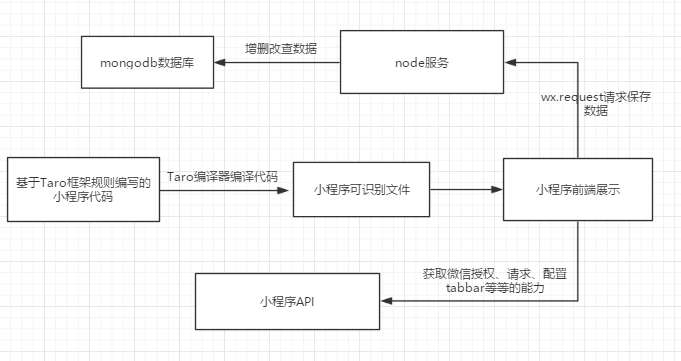 增删改查数据
mongodb数据库
node服务
wx.request请求保存
数据
基于Taro框架规则编写的
小程序代码
Taro编译器编译代码
小程序可识别文件
小程序前端展示
获取微信授权、请求、配置
tabbar等等的能力
小程序API